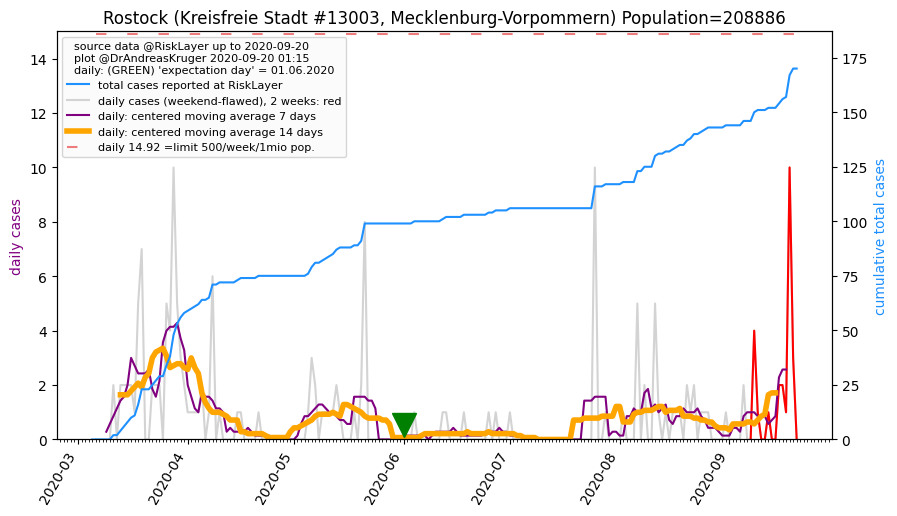 Rostock (Kreisfreie Stadt #13003, Mecklenburg-Vorpommern) Population=208886
source data @RiskLayer up to 2020-09-20
plot @DrAndreasKruger 2020-09-20 01:15
daily: (GREEN) 'expectation day' = 01.06.2020
total cases reported at RiskLayer
daily cases (weekend-flawed), 2 weeks: red
daily: centered moving average 7 days
daily: centered moving average 14 days
daily 14.92 =limit 500/week/1mio pop.
daily cases
14
12
10
8
6
4
2
0
cumulative total cases
175
150
125
100
75
50
25
0
2020-03
2020-04
2020-05
2020-06
2020-07
2020-08
2020-09